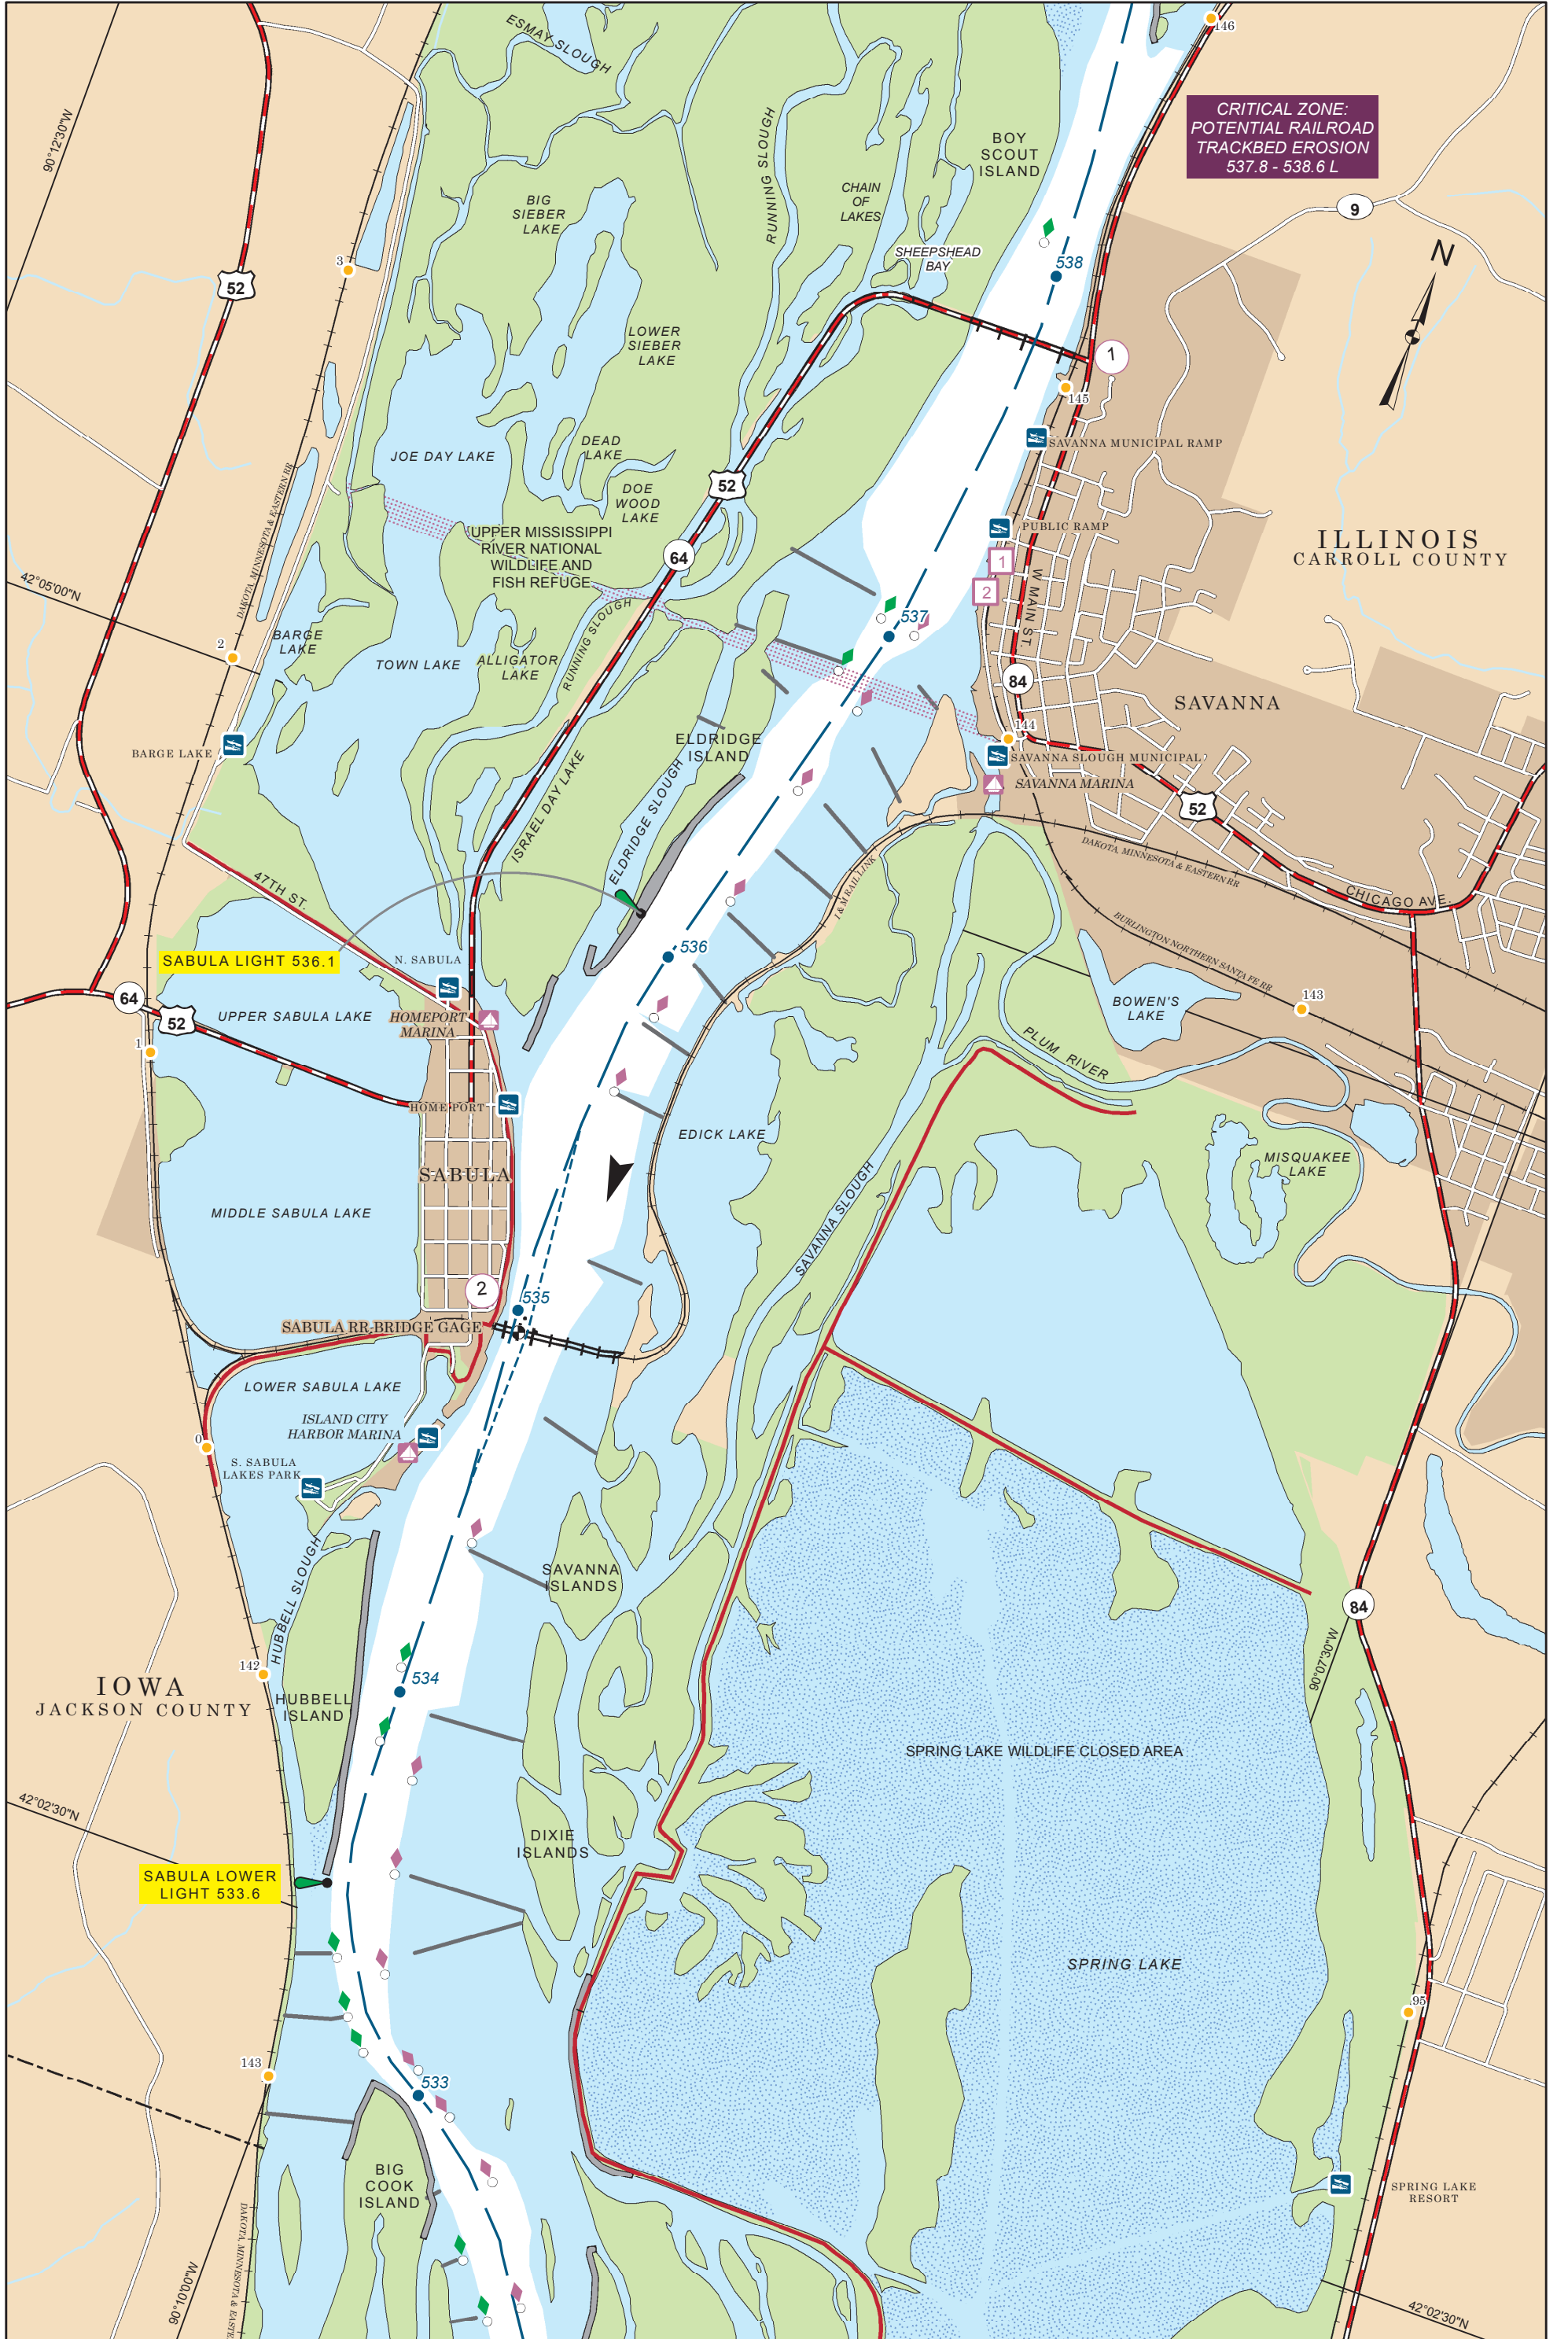 ESMAY SLOUGH
146
CRITICAL ZONE:
POTENTIAL RAILROAD
TRACKBED EROSION
537.8 - 538.6 L
90°12'30"W
RUNNING SLOUGH
BOY
SCOUT
ISLAND
BIG
SIEBER
LAKE
CHAIN
OF
LAKES
9
N
SHEEPSHEAD
BAY
538
3
52
LOWER
SIEBER
LAKE
1
145
SAVANNA MUNICIPAL RAMP
JOE DAY LAKE
DEAD
LAKE
DOE
WOOD
LAKE
52
DAKOTA, MINNESOTA & EASTERN RR
PUBLIC RAMP
ILLINOIS
CARROLL COUNTY
UPPER MISSISSIPPI
RIVER NATIONAL
WILDLIFE AND
FISH REFUGE
64
1
2
W MAIN ST.
42°05'00"N
RUNNING SLOUGH
537
2
BARGE
LAKE
TOWN LAKE
ALLIGATOR
LAKE
84
SAVANNA
144
BARGE LAKE
ELDRIDGE
ISLAND
SAVANNA SLOUGH MUNICIPAL
SAVANNA MARINA
ISRAEL DAY LAKE
ELDRIDGE SLOUGH
52
I & M RAIL LINK
DAKOTA, MINNESOTA & EASTERN RR
47TH ST.
CHICAGO AVE.
BURLINGTON NORTHERN SANTA FE RR
SABULA LIGHT 536.1
N. SABULA
536
64
52
UPPER SABULA LAKE
HOMEPORT
MARINA
BOWEN'S
LAKE
143
1
PLUM RIVER
HOME PORT
EDICK LAKE
SABULA
MISQUAKEE
LAKE
MIDDLE SABULA LAKE
SAVANNA SLOUGH
2
535
SABULA RR BRIDGE GAGE
LOWER SABULA LAKE
ISLAND CITY
HARBOR MARINA
0
S. SABULA
LAKES PARK
HUBBELL SLOUGH
SAVANNA
ISLANDS
84
90°07'30"W
142
534
IOWA
JACKSON COUNTY
HUBBELL
ISLAND
SPRING LAKE WILDLIFE CLOSED AREA
42°02'30"N
DIXIE
ISLANDS
SABULA LOWER
LIGHT 533.6
SPRING LAKE
95
143
533
BIG
COOK
ISLAND
SPRING LAKE
RESORT
90°10'00"W
DAKOTA, MINNISOTA & EASTE
42°02'30"N